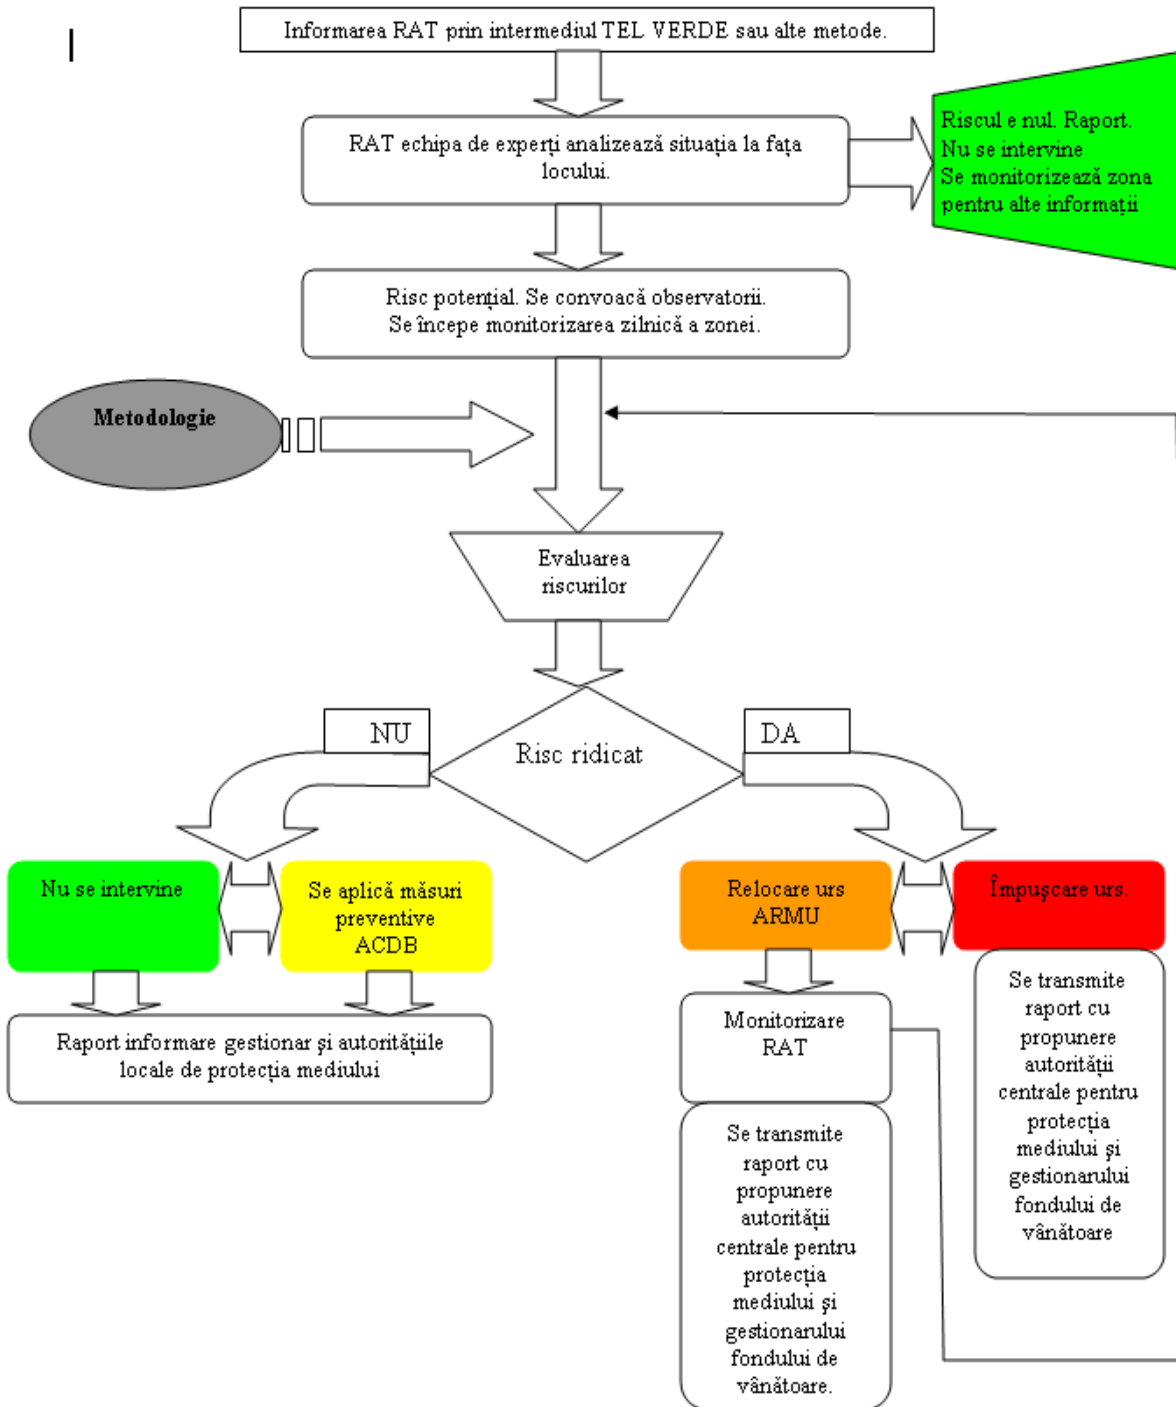 Informarea RAT prin intermediul TEL VERDE sau alte metode.
RAT echipa de experți analizează situația la fața
locului.
Riscul e nul. Raport.
Nu se intervine
Se monitorizează zona
pentru alte informații
Risc potențial. Se convoacă observatorii.
Se începe monitorizarea zilnică a zonei.
Metodologie
Evaluarea
riscurilor
NU
Risc ridicat
DA
Nu se intervine
Se aplică măsuri
preventive
ACDB
Relocare urs
ARMU
Împușcare urs.
Raport informare gestionar și autoritățiile
locale de protecția mediului
Monitorizare
RAT
Se transmite
raport cu
propunere
autorității
centrale pentru
protecția
mediului și
gestionarului
fondului de
vânătoare.
Se transmite
raport cu
propunere
autorității
centrale pentru
protecția
mediului și
gestionarului
fondului de
vânătoare